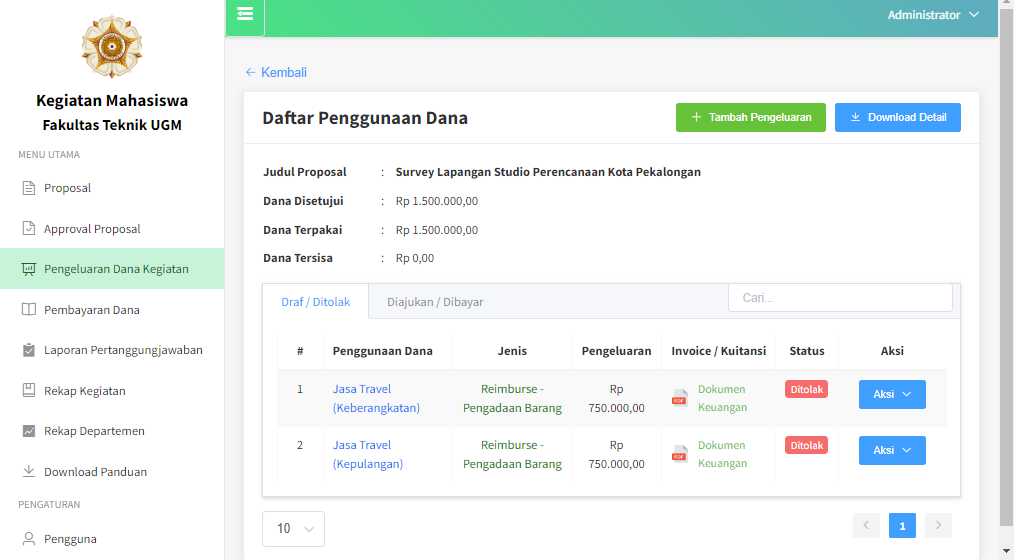 Administrator
Kegiatan Mahasiswa
Fakultas Teknik UGM
MENU UTAMA
Proposal
Approval Proposal
Pengeluaran Dana Kegiatan
Pembayaran Dana
Laporan Pertanggungjawaban
Rekap Kegiatan
Rekap Departemen
Download Panduan
PENGATURAN
Pengguna
← Kembali
Daftar Penggunaan Dana
+ Tambah Pengeluaran
Download Detail
Judul Proposal : Survey Lapangan Studio Perencanaan Kota Pekalongan
Dana Disetujui : Rp 1.500.000,00
Dana Terpakai : Rp 1.500.000,00
Dana Tersisa : Rp 0,00
Draf / Ditolak Diajukan / Dibayar Cari...
# Penggunaan Dana Jenis Pengeluaran Invoice / Kuitansi Status Aksi
1 Jasa Travel Reimburse - Rp PDF Dokumen Ditolak Aksi
(Keberangkatan) Pengadaan Barang 750.000,00 Keuangan
2 Jasa Travel Reimburse - Rp PDF Dokumen Ditolak Aksi
(Kepulangan) Pengadaan Barang 750.000,00 Keuangan
10 < 1 >